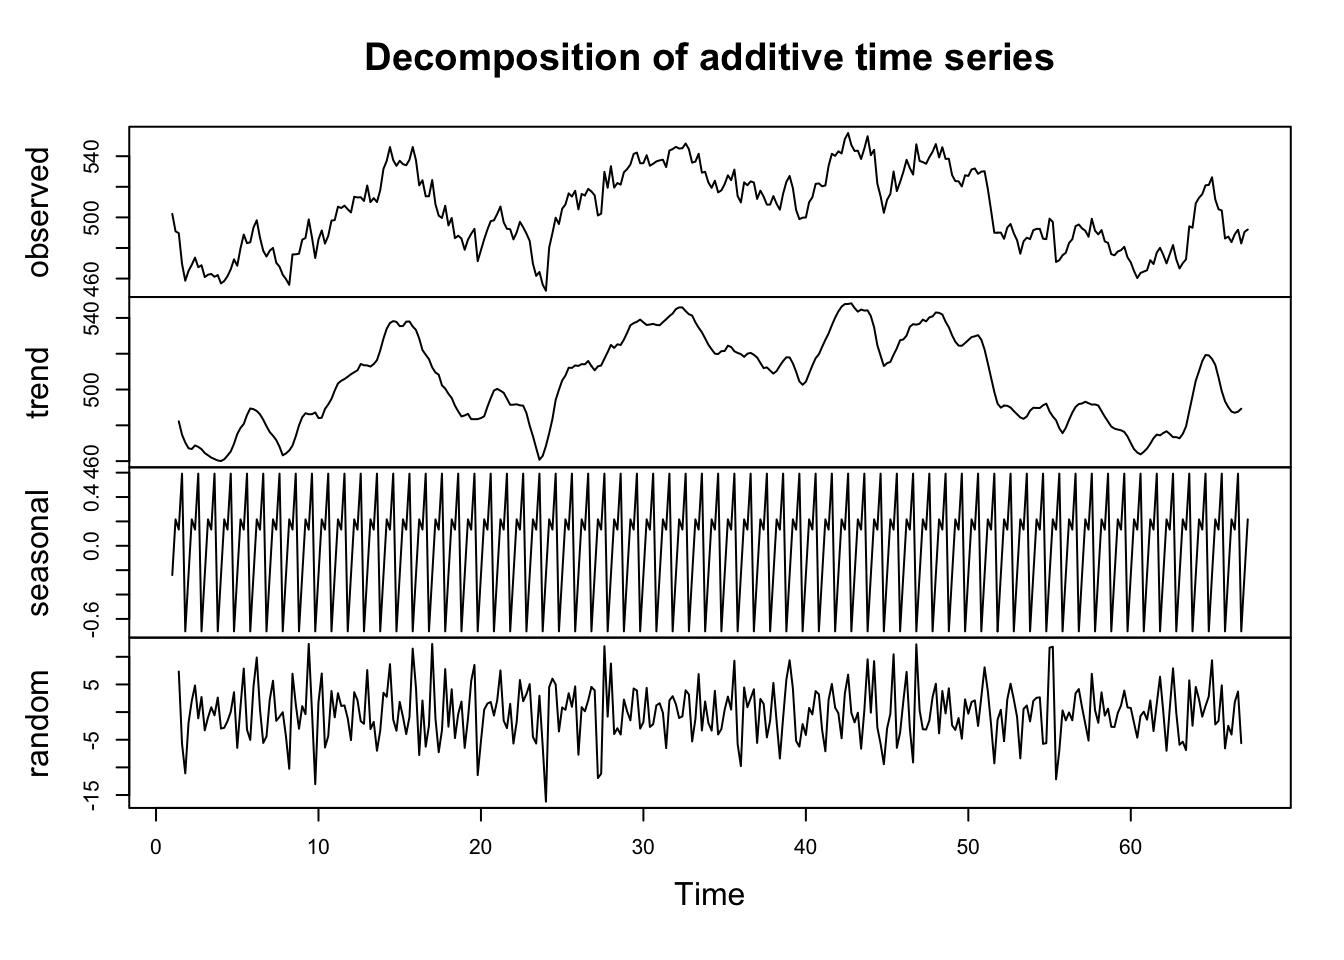 Decomposition of additive time series
observed
460 500 540
trend
460 500 540
seasonal
-0.6 0.0 0.4
random
-15 -5 5
0 10 20 30 40 50 60
Time